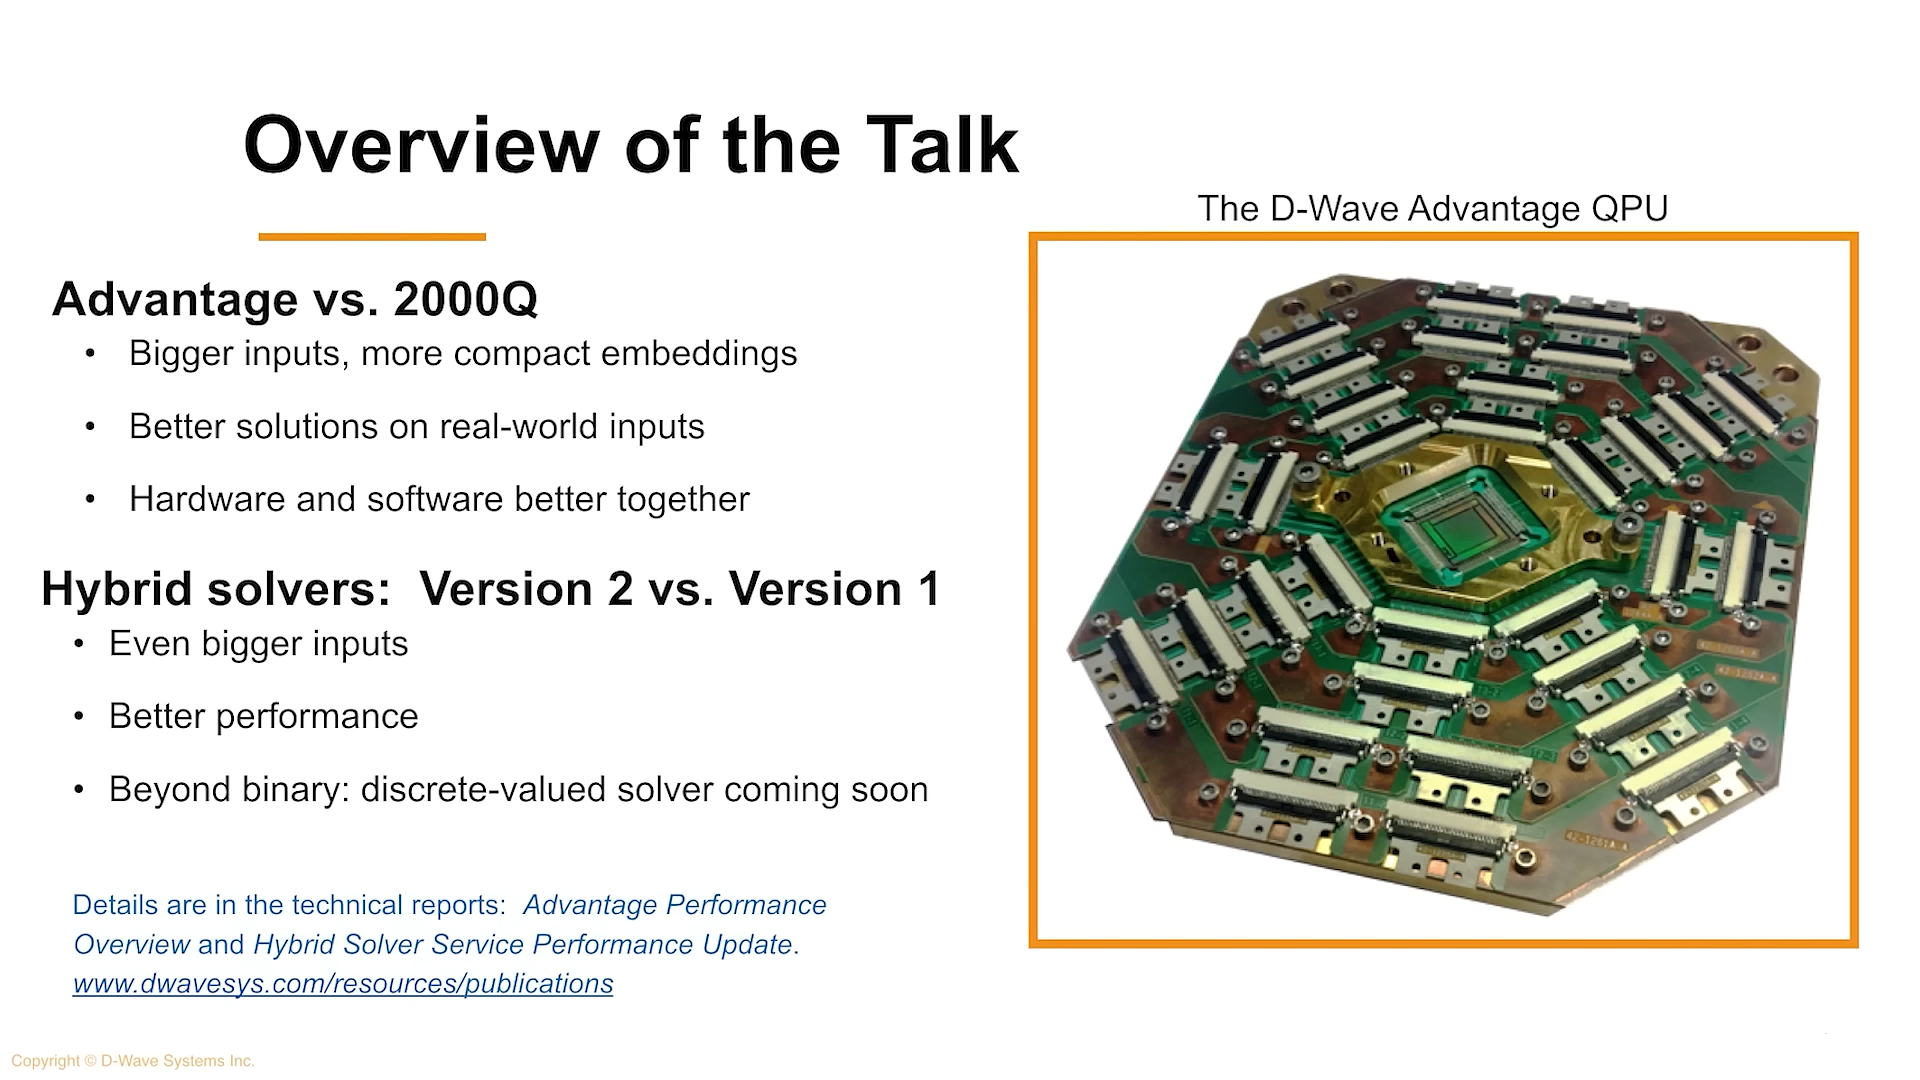 Overview of the Talk
The D-Wave Advantage QPU
Advantage vs. 2000Q
• Bigger inputs, more compact embeddings
• Better solutions on real-world inputs
• Hardware and software better together
Hybrid solvers:  Version 2 vs. Version 1
• Even bigger inputs
• Better performance
• Beyond binary: discrete-valued solver coming soon
Details are in the technical reports:  Advantage Performance
Overview and Hybrid Solver Service Performance Update.
www.dwavesys.com/resources/publications
Copyright © D-Wave Systems Inc.